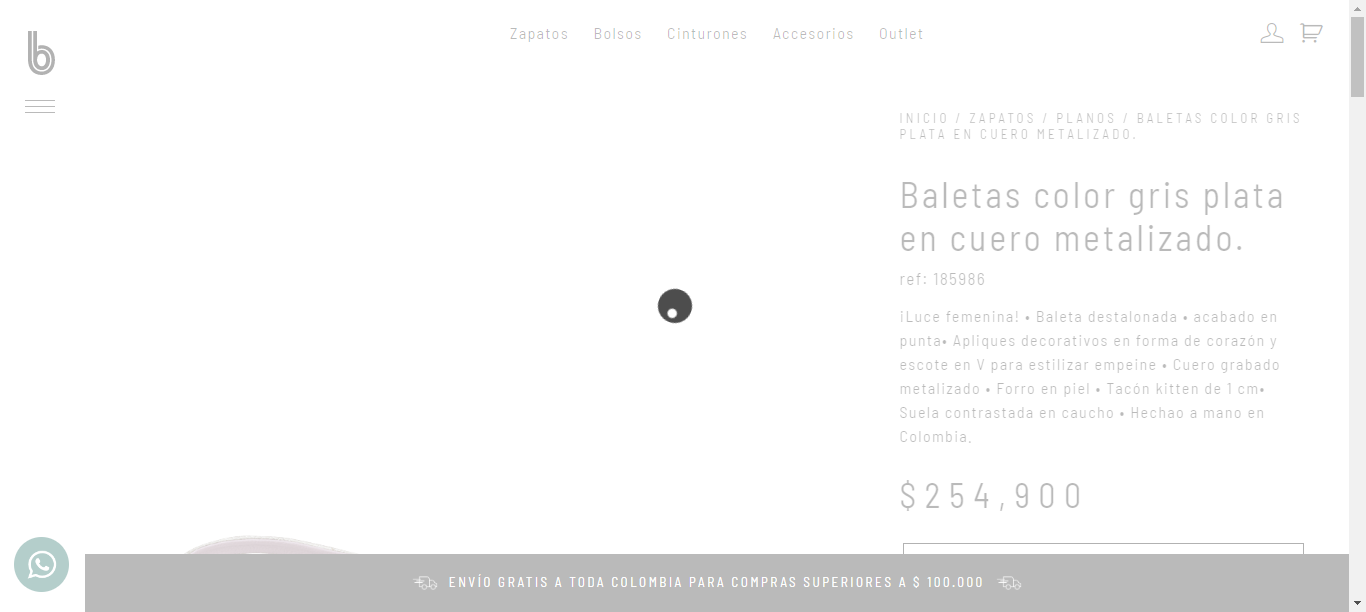 b
Zapatos Bolsos Cinturones Accesorios Outlet
INICIO / ZAPATOS / PLANOS / BALETAS COLOR GRIS
PLATA EN CUERO METALIZADO.
Baletas color gris plata
en cuero metalizado.
ref: 185986
¡Luce femenina! • Baleta destalonada • acabado en
punta• Apliques decorativos en forma de corazón y
escote en V para estilizar empeine • Cuero grabado
metalizado • Forro en piel • Tacón kitten de 1 cm•
Suela contrastada en caucho • Hechao a mano en
Colombia.
$254,900
ENVÍO GRATIS A TODA COLOMBIA PARA COMPRAS SUPERIORES A $ 100.000